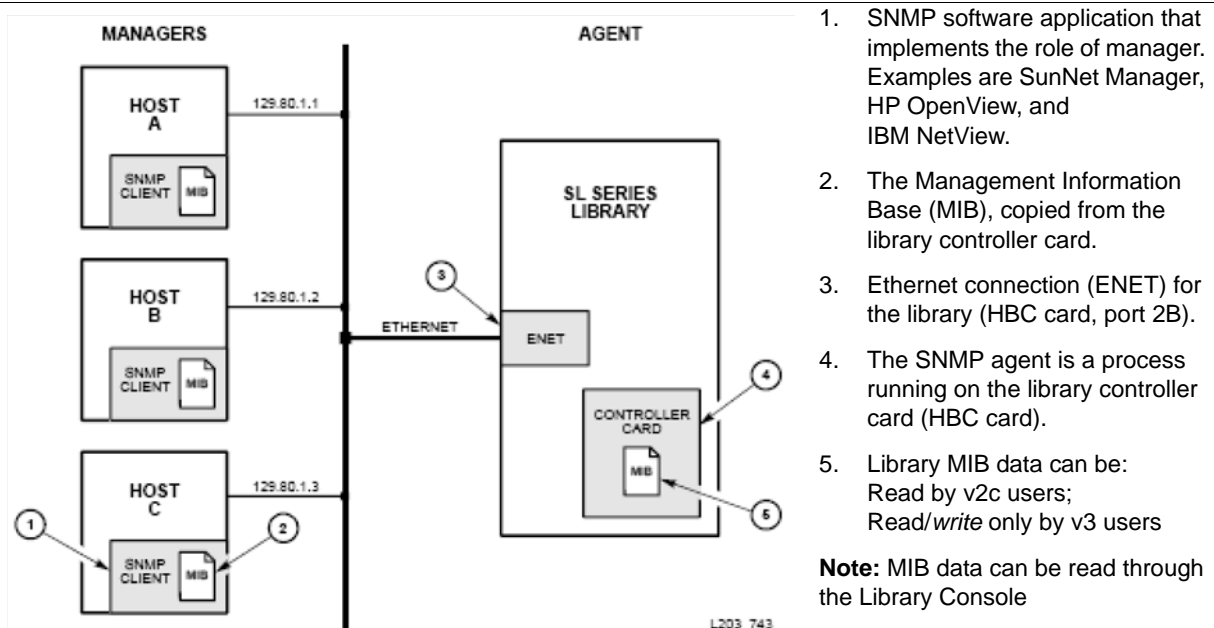 MANAGERS
AGENT
HOST
A
129.80.1.1
SNMP
CLIENT
MIB
HOST
B
129.80.1.2
SNMP
CLIENT
MIB
HOST
C
129.80.1.3
1
2
SNMP
CLIENT
MIB
ETHERNET
3
SL SERIES
LIBRARY
ENET
4
CONTROLLER
CARD
MIB
5
L203_743
1. SNMP software application that
implements the role of manager.
Examples are SunNet Manager,
HP OpenView, and
IBM NetView.
2. The Management Information
Base (MIB), copied from the
library controller card.
3. Ethernet connection (ENET) for
the library (HBC card, port 2B).
4. The SNMP agent is a process
running on the library controller
card (HBC card).
5. Library MIB data can be:
Read by v2c users;
Read/write only by v3 users
Note: MIB data can be read through
the Library Console